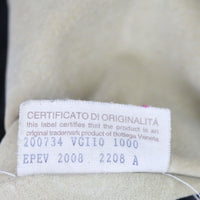 CERTIFICATO DI ORIGINALITÀ
this label certifies that this product is an
original trademark product of Bottega Veneta
200734 VG110 1000
EPEV 2008 2208 A